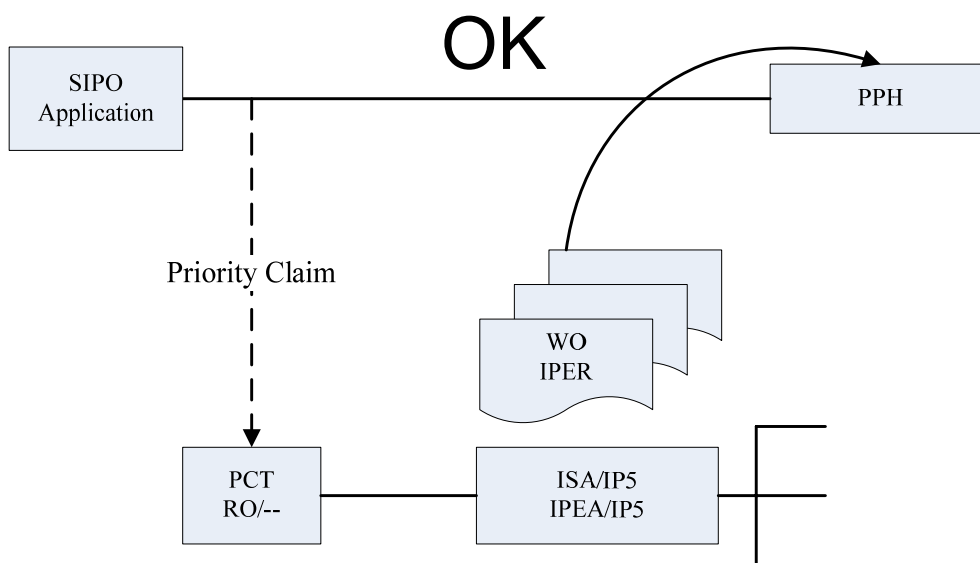 OK
SIPO
Application
PPH
Priority Claim
WO
IPER
PCT
RO/--
ISA/IP5
IPEA/IP5